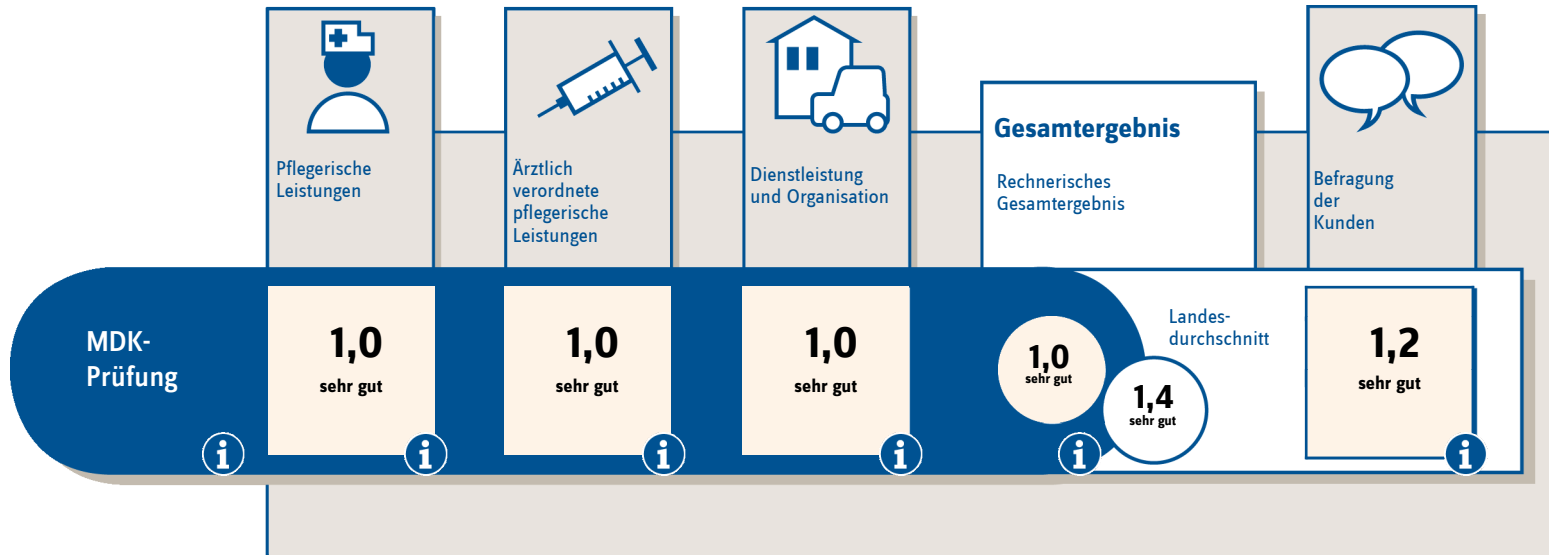 Pflegerische
Leistungen
Ärztlich
verordnete
pflegerische
Leistungen
Dienstleistung
und Organisation
Gesamtergebnis
Rechnerisches
Gesamtergebnis
Befragung
der
Kunden
MDK-
Prüfung
1,0
sehr gut
1,0
sehr gut
1,0
sehr gut
1,0
sehr gut
Landes-
durchschnitt
1,4
sehr gut
1,2
sehr gut
i
i
i
i
i
i